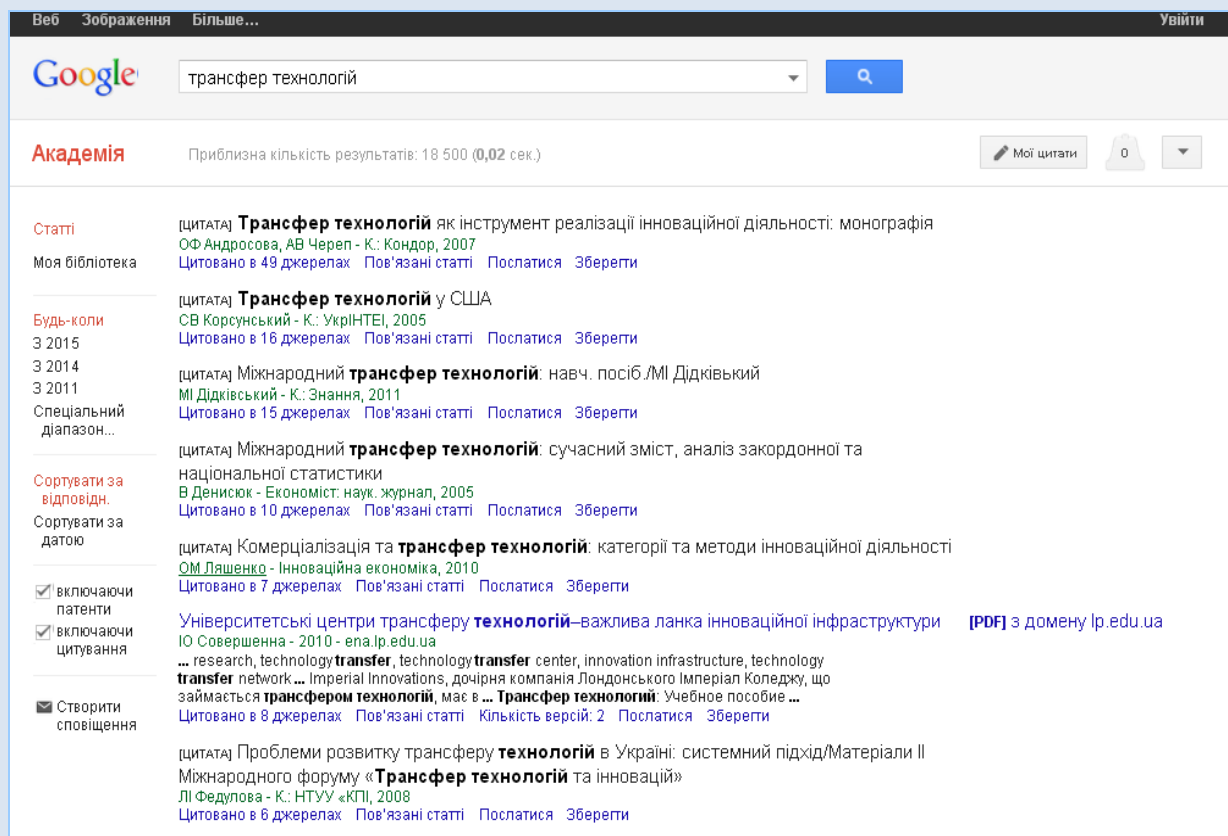 Веб Зображення Більше... Увійти
Google
трансфер технологій
Академія Приблизна кількість результатів: 18 500 (0,02 сек.) Мої цитати 0
Статті
Моя бібліотека
Будь-коли
З 2015
З 2014
З 2011
Спеціальний
діапазон...
Сортувати за
відповідн.
Сортувати за
датою
включаючи
патенти
включаючи
цитування
Створити
сповіщення
[ЦИТАТА] Трансфер технологій як інструмент реалізації інноваційної діяльності: монографія
ОФ Андросова, АВ Череп - К.: Кондор, 2007
Цитовано в 49 джерелах Пов'язані статті Послатися Зберегти
[ЦИТАТА] Трансфер технологій у США
СВ Корсунський - К.: УкрІНТЕІ, 2005
Цитовано в 16 джерелах Пов'язані статті Послатися Зберегти
[ЦИТАТА] Міжнародний трансфер технологій: навч. посіб./МІ Дідківький
МІ Дідківський - К.: Знання, 2011
Цитовано в 15 джерелах Пов'язані статті Послатися Зберегти
[ЦИТАТА] Міжнародний трансфер технологій: сучасний зміст, аналіз закордонної та
національної статистики
В Денисюк - Економіст: наук. журнал, 2005
Цитовано в 10 джерелах Пов'язані статті Послатися Зберегти
[ЦИТАТА] Комерціалізація та трансфер технологій: категорії та методи інноваційної діяльності
ОМ Ляшенко - Інноваційна економіка, 2010
Цитовано в 7 джерелах Пов'язані статті Послатися Зберегти
Університетські центри трансферу технологій–важлива ланка інноваційної інфраструктури [PDF] з домену lp.edu.ua
ІО Совершенна - 2010 - ena.lp.edu.ua
... research, technology transfer, technology transfer center, innovation infrastructure, technology
transfer network ... Imperial Innovations, дочірня компанія Лондонського Імперіал Коледжу, що
займається трансфером технологій, має в ... Трансфер технологий: Учебное пособие ...
Цитовано в 8 джерелах Пов'язані статті Кількість версій: 2 Послатися Зберегти
[ЦИТАТА] Проблеми розвитку трансферу технологій в Україні: системний підхід/Матеріали ІІ
Міжнародного форуму «Трансфер технологій та інновацій»
ЛІ Федулова - К.: НТУУ «КПІ, 2008
Цитовано в 6 джерелах Пов'язані статті Послатися Зберегти